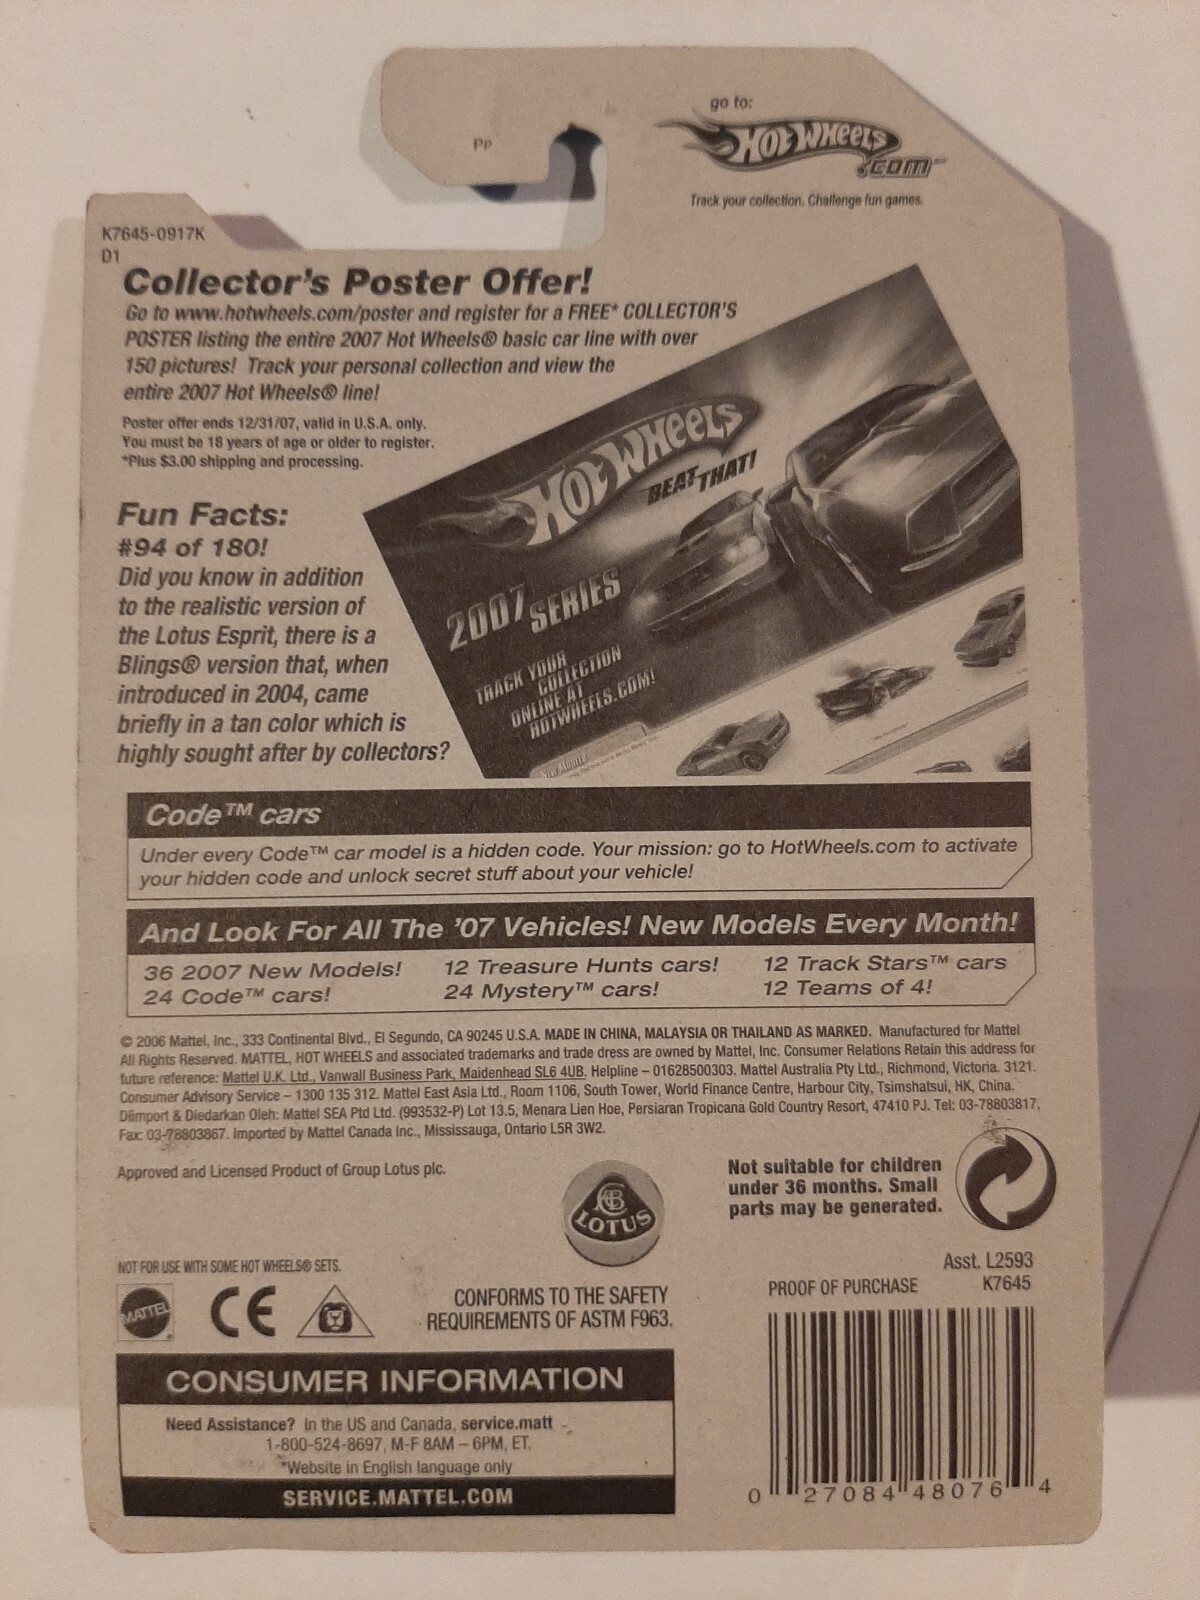 go to:
HOT WHEELS
.COM™
Track your collection. Challenge fun games.
Pp
K7645-0917K
D1
Collector's Poster Offer!
Go to www.hotwheels.com/poster and register for a FREE* COLLECTOR'S
POSTER listing the entire 2007 Hot Wheels® basic car line with over
150 pictures! Track your personal collection and view the
entire 2007 Hot Wheels® line!
Poster offer ends 12/31/07, valid in U.S.A. only.
You must be 18 years of age or older to register.
*Plus $3.00 shipping and processing.
HOT WHEELS
BEAT THAT!
2007 SERIES
TRACK YOUR
COLLECTION
ONLINE AT
HOTWHEELS.COM!
Fun Facts:
#94 of 180!
Did you know in addition
to the realistic version of
the Lotus Esprit, there is a
Blings® version that, when
introduced in 2004, came
briefly in a tan color which is
highly sought after by collectors?
Code™ cars
Under every Code™ car model is a hidden code. Your mission: go to HotWheels.com to activate
your hidden code and unlock secret stuff about your vehicle!
And Look For All The '07 Vehicles! New Models Every Month!
36 2007 New Models! 12 Treasure Hunts cars! 12 Track Stars™ cars
24 Code™ cars! 24 Mystery™ cars! 12 Teams of 4!
© 2006 Mattel, Inc., 333 Continental Blvd., El Segundo, CA 90245 U.S.A. MADE IN CHINA, MALAYSIA OR THAILAND AS MARKED. Manufactured for Mattel
All Rights Reserved. MATTEL, HOT WHEELS and associated trademarks and trade dress are owned by Mattel, Inc. Consumer Relations Retain this address for
future reference: Mattel U.K. Ltd., Vanwall Business Park, Maidenhead SL6 4UB. Helpline – 01628500303. Mattel Australia Pty Ltd., Richmond, Victoria. 3121.
Consumer Advisory Service – 1300 135 312. Mattel East Asia Ltd., Room 1106, South Tower, World Finance Centre, Harbour City, Tsimshatsui, HK, China.
Diimport & Diedarkan Oleh: Mattel SEA Ptd Ltd. (993532-P) Lot 13.5, Menara Lien Hoe, Persiaran Tropicana Gold Country Resort, 47410 PJ. Tel: 03-78803817,
Fax: 03-78803867. Imported by Mattel Canada Inc., Mississauga, Ontario L5R 3W2.
Approved and Licensed Product of Group Lotus plc.
LOTUS
Not suitable for children
under 36 months. Small
parts may be generated.
NOT FOR USE WITH SOME HOT WHEELS® SETS.
MATTEL
CE
CONFORMS TO THE SAFETY
REQUIREMENTS OF ASTM F963.
Asst. L2593
PROOF OF PURCHASE K7645
CONSUMER INFORMATION
Need Assistance? In the US and Canada, service.matt
1-800-524-8697, M-F 8AM – 6PM, ET.
*Website in English language only
SERVICE.MATTEL.COM
0 27084 48076 4